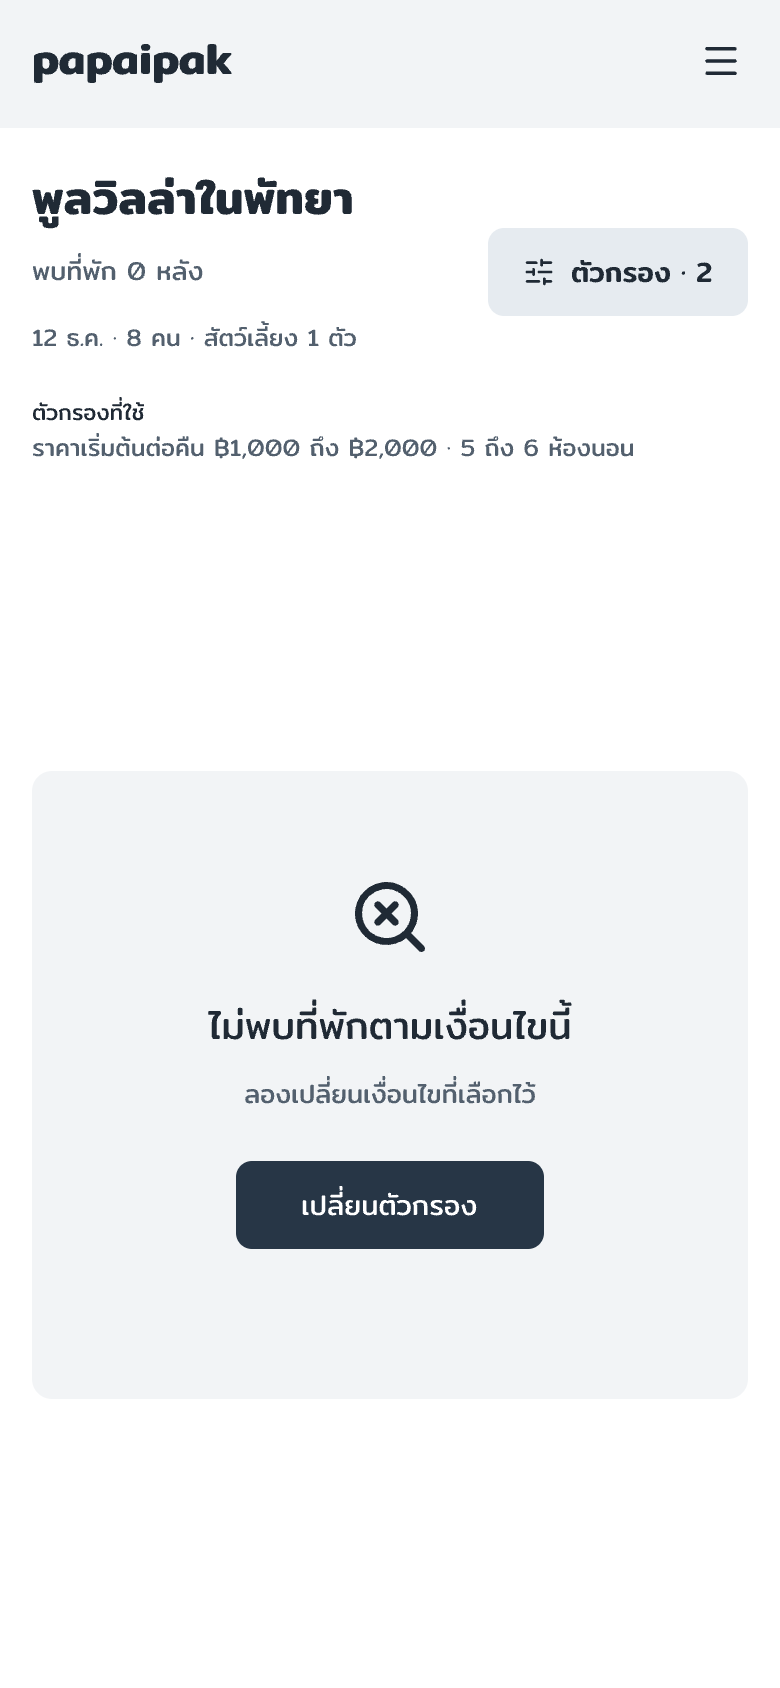 papaipak
พูลวิลล่าในพัทยา
พบที่พัก 0 หลัง
ตัวกรอง · 2
12 ธ.ค. · 8 คน · สัตว์เลี้ยง 1 ตัว
ตัวกรองที่ใช้
ราคาเริ่มต้นต่อคืน ฿1,000 ถึง ฿2,000 · 5 ถึง 6 ห้องนอน
ไม่พบที่พักตามเงื่อนไขนี้
ลองเปลี่ยนเงื่อนไขที่เลือกไว้
เปลี่ยนตัวกรอง